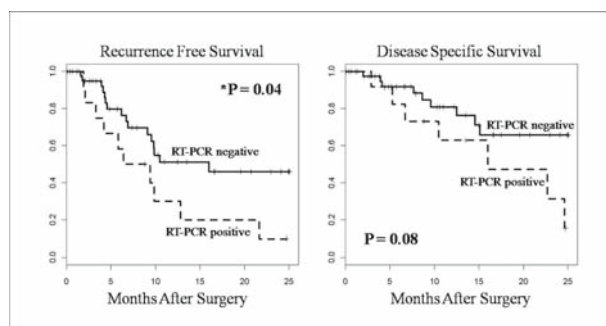 Recurrence Free Survival
1.0
0.8
0.6
0.4
0.2
0.0
*P = 0.04
RT-PCR negative
RT-PCR positive
0 5 10 15 20 25
Months After Surgery
Disease Specific Survival
1.0
0.8
0.6
0.4
0.2
0.0
RT-PCR negative
RT-PCR positive
P = 0.08
0 5 10 15 20 25
Months After Surgery